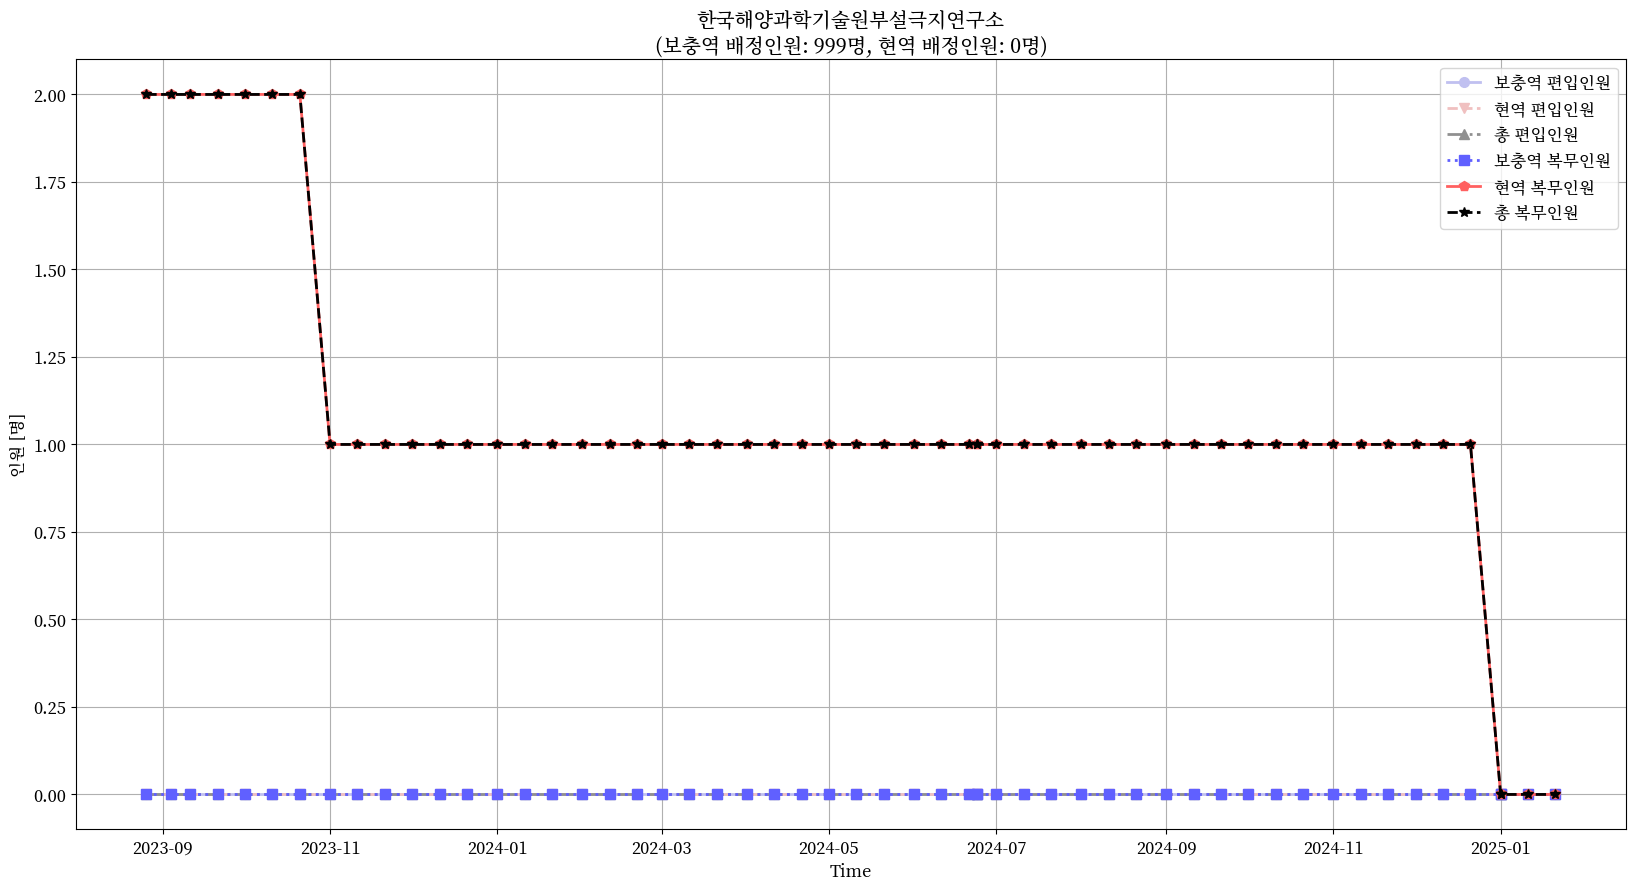 한국해양과학기술원부설극지연구소
(보충역 배정인원: 999명, 현역 배정인원: 0명)
보충역 편입인원
현역 편입인원
총 편입인원
보충역 복무인원
현역 복무인원
총 복무인원
2.00
1.75
1.50
1.25
1.00
0.75
0.50
0.25
0.00
인원 [명]
2023-09 2023-11 2024-01 2024-03 2024-05 2024-07 2024-09 2024-11 2025-01
Time